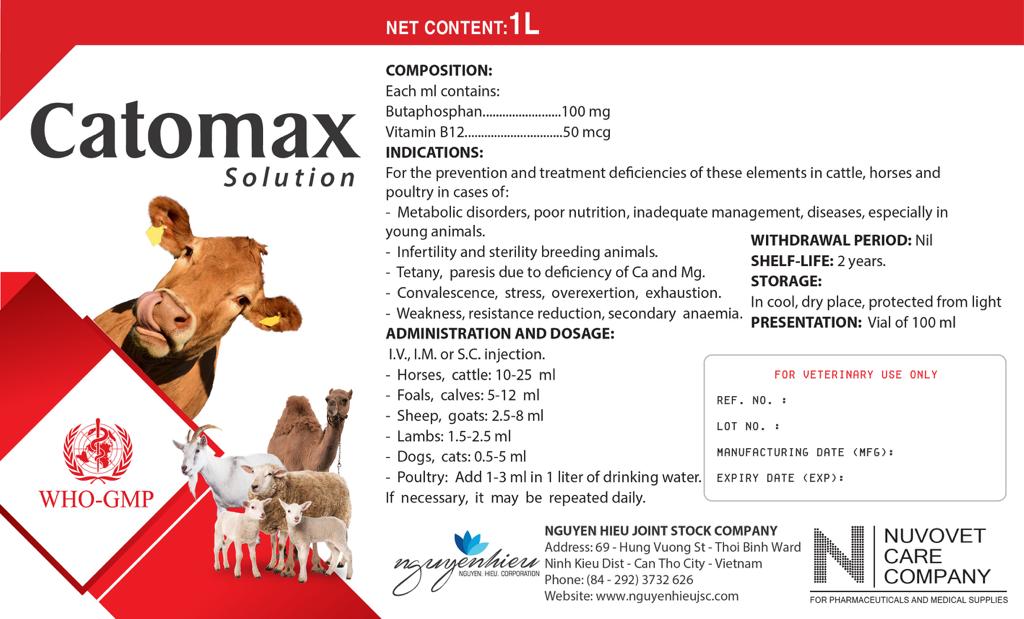 NET CONTENT:1L
Catomax
Solution
WHO-GMP
COMPOSITION:
Each ml contains:
Butaphosphan........................100 mg
Vitamin B12..............................50 mcg
INDICATIONS:
For the prevention and treatment deficiencies of these elements in cattle, horses and
poultry in cases of:
- Metabolic disorders, poor nutrition, inadequate management, diseases, especially in
young animals.
- Infertility and sterility breeding animals.
- Tetany, paresis due to deficiency of Ca and Mg.
- Convalescence, stress, overexertion, exhaustion.
- Weakness, resistance reduction, secondary anaemia.
ADMINISTRATION AND DOSAGE:
I.V., I.M. or S.C. injection.
- Horses, cattle: 10-25 ml
- Foals, calves: 5-12 ml
- Sheep, goats: 2.5-8 ml
- Lambs: 1.5-2.5 ml
- Dogs, cats: 0.5-5 ml
- Poultry: Add 1-3 ml in 1 liter of drinking water.
If necessary, it may be repeated daily.
WITHDRAWAL PERIOD: Nil
SHELF-LIFE: 2 years.
STORAGE:
In cool, dry place, protected from light
PRESENTATION: Vial of 100 ml
FOR VETERINARY USE ONLY
REF. NO. :
LOT NO. :
MANUFACTURING DATE (MFG):
EXPIRY DATE (EXP):
nguyenhieu
NGUYEN. HIEU. CORPORATION
NGUYEN HIEU JOINT STOCK COMPANY
Address: 69 - Hung Vuong St - Thoi Binh Ward
Ninh Kieu Dist - Can Tho City - Vietnam
Phone: (84 - 292) 3732 626
Website: www.nguyenhieujsc.com
N
NUVOVET
CARE
COMPANY
FOR PHARMACEUTICALS AND MEDICAL SUPPLIES